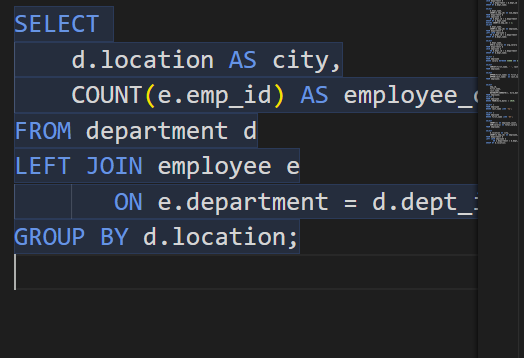 SELECT
d.location AS city,
COUNT(e.emp_id) AS employee_
FROM department d
LEFT JOIN employee e
ON e.department = d.dept_
GROUP BY d.location;